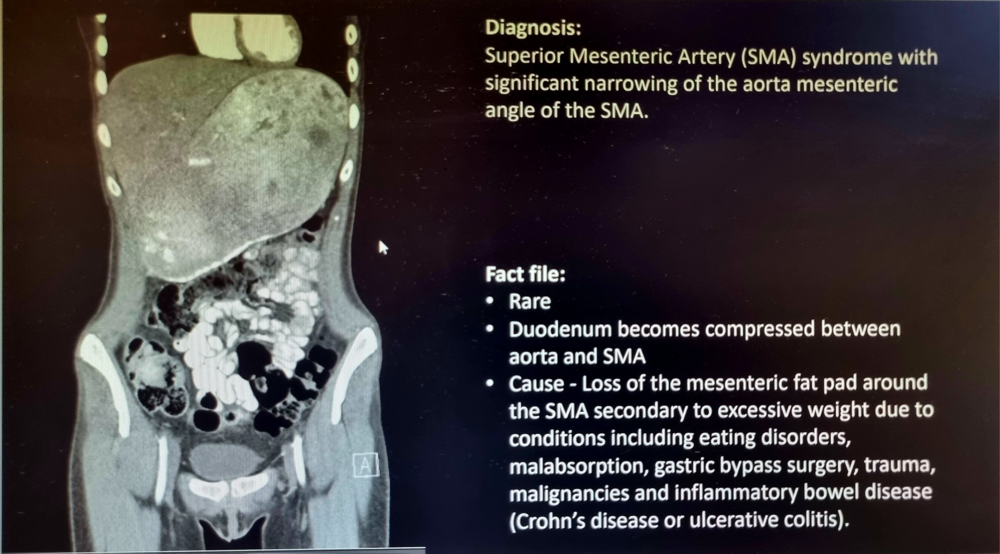 Diagnosis:
Superior Mesenteric Artery (SMA) syndrome with
significant narrowing of the aorta mesenteric
angle of the SMA.
Fact file:
• Rare
• Duodenum becomes compressed between
aorta and SMA
• Cause - Loss of the mesenteric fat pad around
the SMA secondary to excessive weight due to
conditions including eating disorders,
malabsorption, gastric bypass surgery, trauma,
malignancies and inflammatory bowel disease
(Crohn's disease or ulcerative colitis).
A